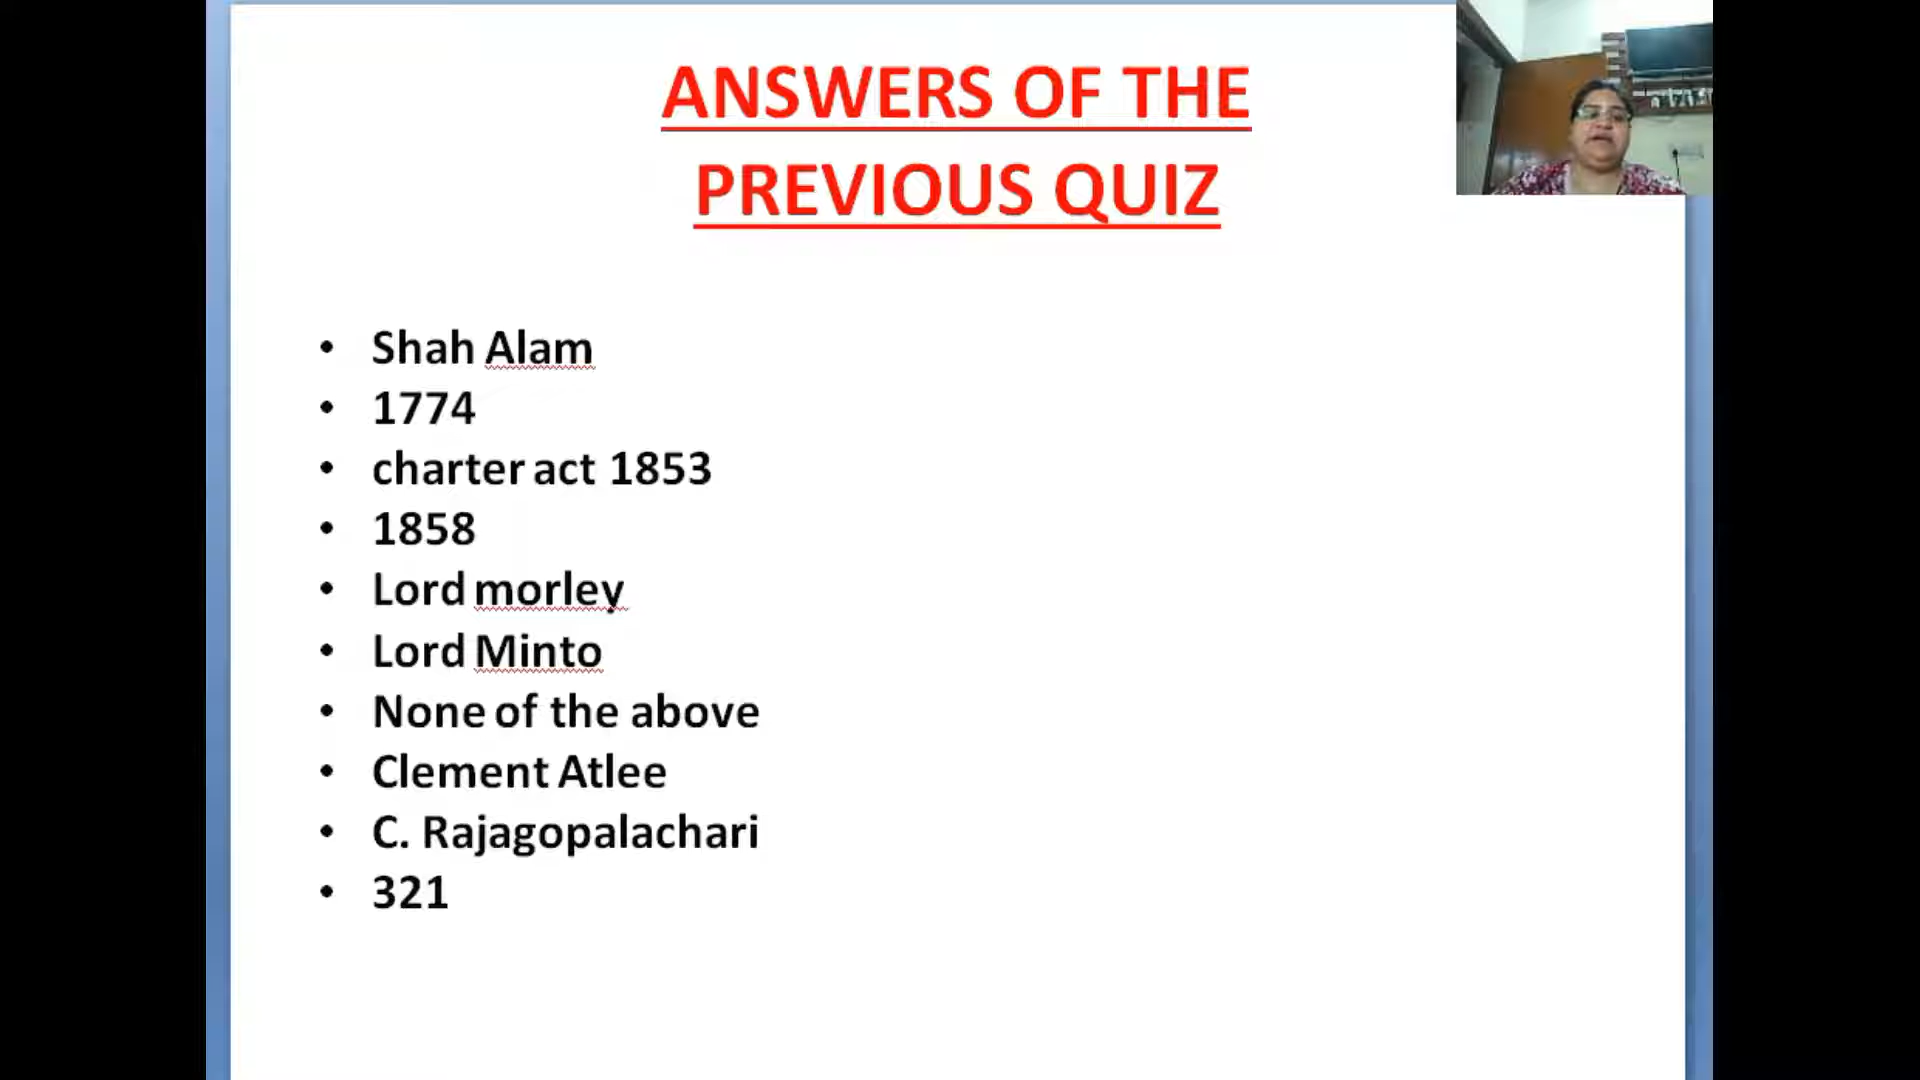 ANSWERS OF THE
PREVIOUS QUIZ
• Shah Alam
• 1774
• charter act 1853
• 1858
• Lord morley
• Lord Minto
• None of the above
• Clement Atlee
• C. Rajagopalachari
• 321